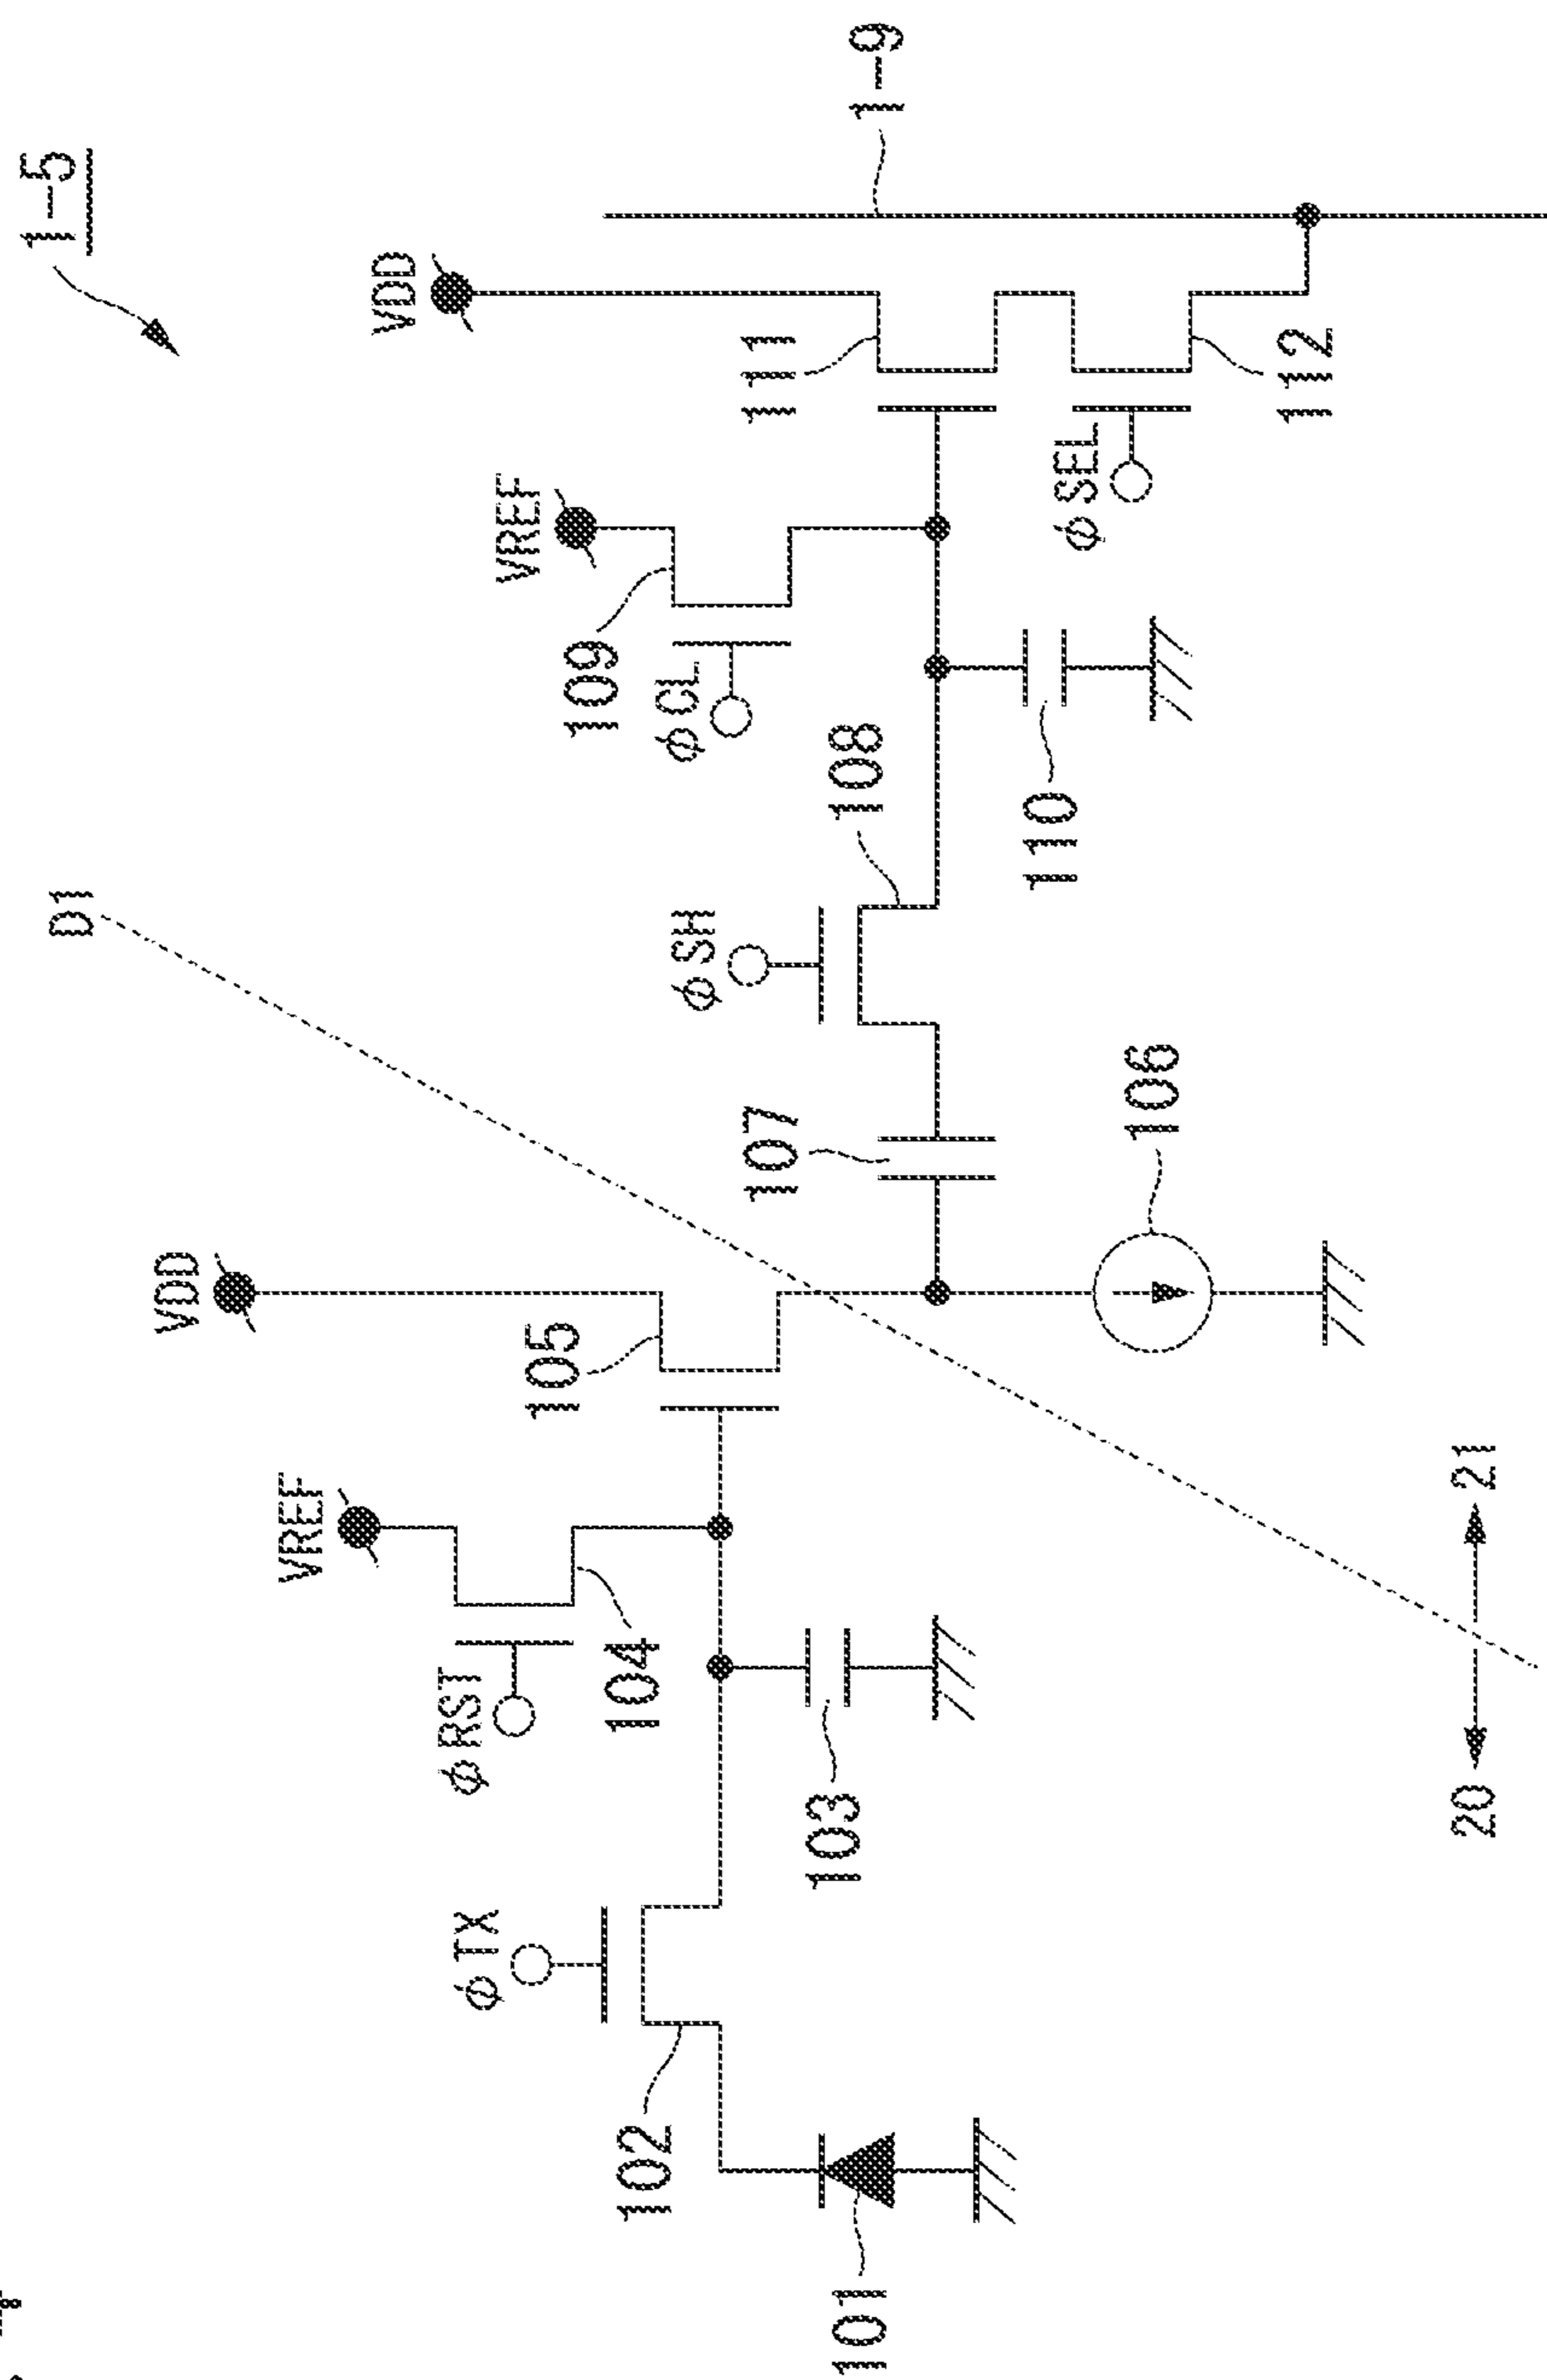 1-5
D1
VDD
VREF
VDD
VREF
φRST
φTX
105
104
102
φSH
φCL
109
111
1-9
107
108
103
101
110
φSEL
106
112
20
21